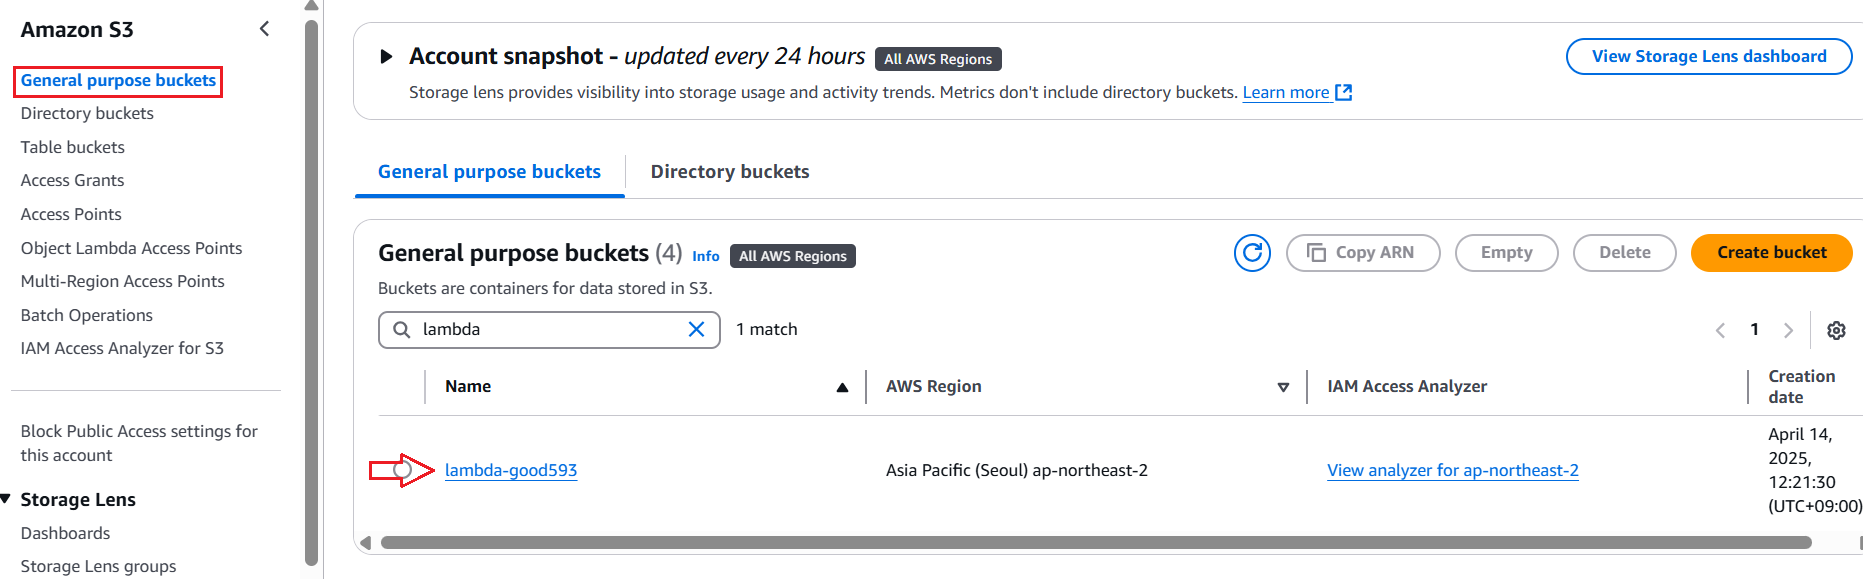 Amazon S3
General purpose buckets
Directory buckets
Table buckets
Access Grants
Access Points
Object Lambda Access Points
Multi-Region Access Points
Batch Operations
IAM Access Analyzer for S3
Block Public Access settings for
this account
Storage Lens
Dashboards
Storage Lens groups
Account snapshot - updated every 24 hours All AWS Regions
View Storage Lens dashboard
Storage lens provides visibility into storage usage and activity trends. Metrics don't include directory buckets. Learn more
General purpose buckets Directory buckets
General purpose buckets (4) Info All AWS Regions
Copy ARN Empty Delete Create bucket
Buckets are containers for data stored in S3.
lambda 1 match
1
Name AWS Region IAM Access Analyzer Creation
date
lambda-good593 Asia Pacific (Seoul) ap-northeast-2 View analyzer for ap-northeast-2
April 14,
2025,
12:21:30
(UTC+09:00)